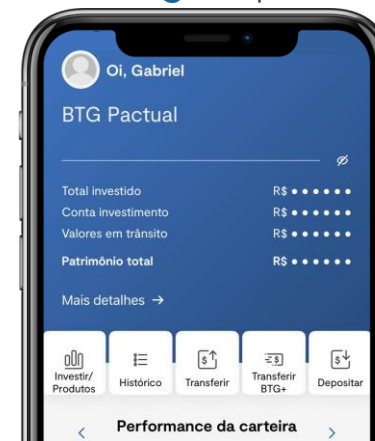 Oi, Gabriel
BTG Pactual
Total investido R$ ••••••
Conta investimento R$ ••••••
Valores em trânsito R$ ••••••
Patrimônio total R$ ••••••
Mais detalhes →
Investir/
Produtos
Histórico
Transferir
Transferir
BTG+
Depositar
< Performance da carteira >